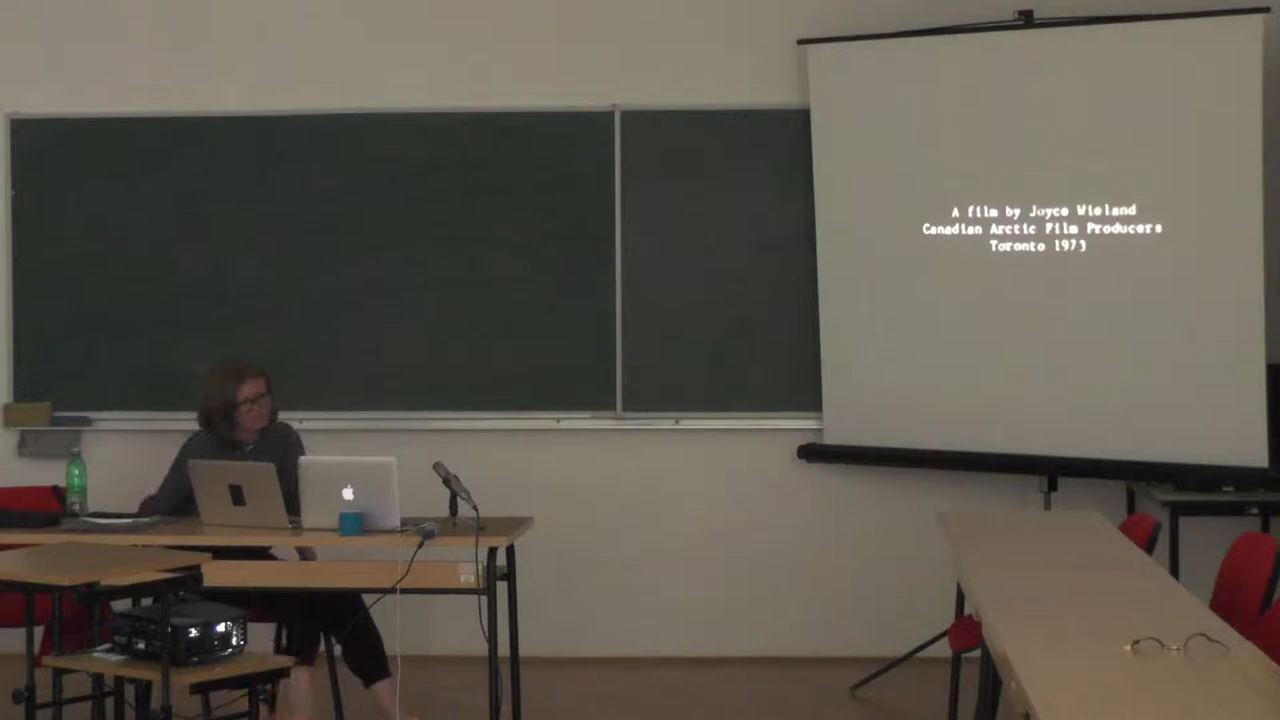 A film by Joyce Wieland
Canadian Arctic Film Producers
Toronto 1973